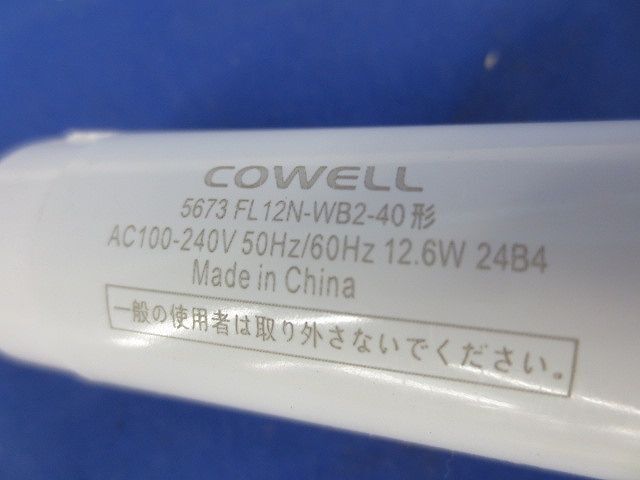 COWELL
5673 FL12N-WB2-40形
AC100-240V 50Hz/60Hz 12.6W 24B4
Made in China
一般の使用者は取り外さないでください。